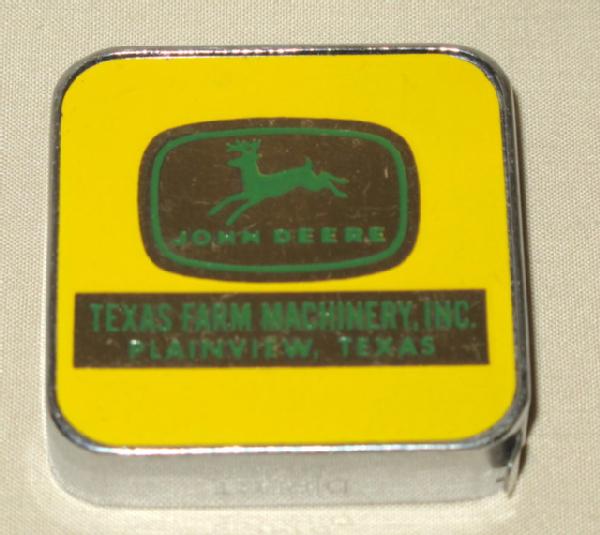 JOHN DEERE
TEXAS FARM MACHINERY, INC.
PLAINVIEW, TEXAS